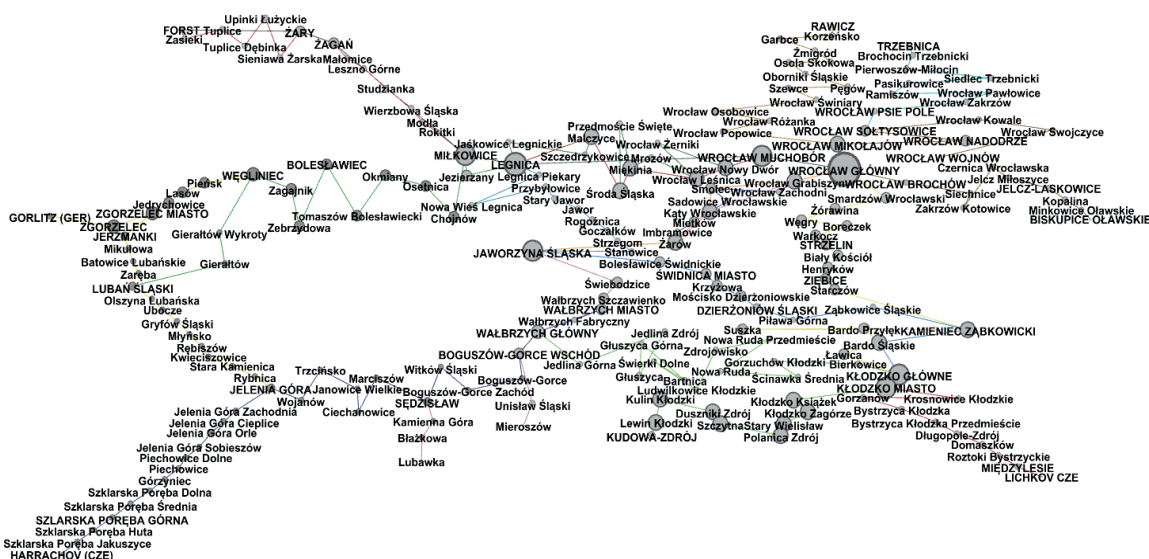 Upinki Łużyckie
FORST Tuplice
Zasieki
ŻARY
Tuplice Dębinka
ŻAGAŃ
Sieniawa Żarska
Małomice
Leszno Górne
Studzianka
Wierzbowa Śląska
Modła
Rokitki
MIŁKOWICE
Jaśkowice Legnickie
LEGNICA
Jezierzany
Legnica Piekary
Przedmoście Święte
Malczyce
Szczedrzykowice
Środa Śląska
Miękinia
Mrozów
Wrocław Żerniki
Wrocław Leśnica
Wrocław Nowy Dwór
WROCŁAW MUCHOBÓR
WROCŁAW GŁÓWNY
WROCŁAW MIKOŁAJÓW
RAWICZ
Korzeńsko
Garbce
Żmigród
Osola Skokowa
Oborniki Śląskie
Szewce
Pęgów
Wrocław Świniary
Wrocław Osobowice
Wrocław Różanka
Wrocław Popowice
TRZEBNICA
Brochocin Trzebnicki
Pierwoszów-Miłocin
Siedlec Trzebnicki
Pasikurowice
Ramiszów
Wrocław Pawłowice
Wrocław Zakrzów
WROCŁAW PSIE POLE
Wrocław Kowale
WROCŁAW SOŁTYSOWICE
Wrocław Swojczyce
WROCŁAW NADODRZE
WROCŁAW WOJNÓW
Czernica Wrocławska
Jelcz Miłoszyce
JELCZ-LASKOWICE
Siechnice
Kopalina
Zakrzów Kotowice
Minkowice Oławskie
BISKUPICE OŁAWSKIE
WROCŁAW BROCHÓW
Smardzów Wrocławski
Wrocław Grabiszyn
Wrocław Zachodni
Smolec
Sadowice Wrocławskie
Kąty Wrocławskie
Mietków
Imbramowice
Żarów
BOLESŁAWIEC
WĘGLINIEC
Pieńsk
Lasów
Jędrychowice
Zagajnik
Okmiany
Osetnica
Chojnów
Nowa Wieś Legnicka
Tomaszów Bolesławiecki
Zebrzydowa
GORLITZ (GER)
ZGORZELEC MIASTO
ZGORZELEC
JERZMANKI
Mikułowa
Batowice Lubańskie
Zaręba
LUBAŃ ŚLĄSKI
Gierałtów Wykroty
Gierałtów
Olszyna Lubańska
Ubocze
Gryfów Śląski
Młyńsko
Rębiszów
Kwieciszowice
Stara Kamienica
Rybnica
JELENIA GÓRA
Wojanów
Trzcińsko
Janowice Wielkie
Ciechanowice
Marciszów
Jelenia Góra Zachodnia
Jelenia Góra Cieplice
Jelenia Góra Orle
Jelenia Góra Sobieszów
Piechowice Dolne
Piechowice
Górzyniec
Szklarska Poręba Dolna
Szklarska Poręba Średnia
SZLARSKA PORĘBA GÓRNA
Szklarska Poręba Huta
Szklarska Poręba Jakuszyce
HARRACHOV (CZE)
Przybyłowice
Stary Jawor
Jawor
Rogoźnica
Goczałków
Strzegom
Stanowice
JAWORZYNA ŚLĄSKA
Bolesławice Świdnickie
ŚWIDNICA MIASTO
Krzyżowa
Mościsko Dzierżoniowskie
DZIERŻONIÓW ŚLĄSKI
Piława Górna
Ząbkowice Śląskie
KAMIENIEC ZĄBKOWICKI
Żórawina
Węgry
Boreczek
Warkocz
STRZELIN
Biały Kościół
Henryków
ZIĘBICE
Starczów
Świebodzice
Wałbrzych Szczawienko
WAŁBRZYCH MIASTO
Wałbrzych Fabryczny
WAŁBRZYCH GŁÓWNY
BOGUSZÓW-GORCE WSCHÓD
Boguszów-Gorce
Boguszów-Gorce Zachód
Witków Śląski
SĘDZISŁAW
Kamienna Góra
Błażkowa
Lubawka
Unisław Śląski
Mieroszów
Jedlina Górna
Jedlina Zdrój
Głuszyca Górna
Głuszyca
Świerki Dolne
Bartnica
Ludwikowice Kłodzkie
Nowa Ruda
Zdrojowisko
Nowa Ruda Przedmieście
Słupiec
Suszka
Gorzuchów Kłodzki
Ścinawka Średnia
Bierkowice
Ławica
Bardo Przyłęk
Bardo Śląskie
KŁODZKO GŁÓWNE
KŁODZKO MIASTO
Kłodzko Książek
Kłodzko Zagórze
Stary Wielisław
Polanica Zdrój
Szczytna
Duszniki Zdrój
Kulin Kłodzki
Lewin Kłodzki
KUDOWA-ZDRÓJ
Gorzanów
Krosnowice Kłodzkie
Bystrzyca Kłodzka
Bystrzyca Kłodzka Przedmieście
Długopole-Zdrój
Domaszków
Roztoki Bystrzyckie
MIĘDZYLESIE
LICHKOV CZE